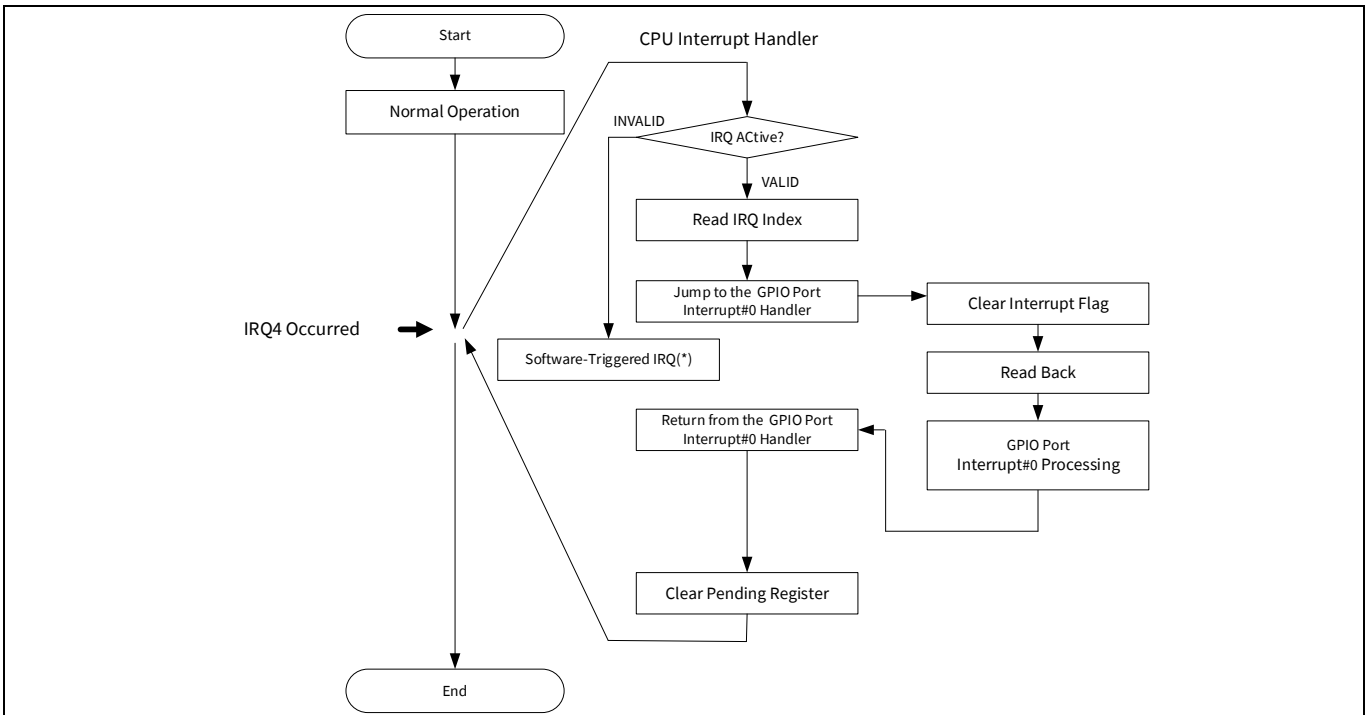 Start
CPU Interrupt Handler
Normal Operation
INVALID
IRQ ACtive?
VALID
Read IRQ Index
Jump to the GPIO Port
Interrupt#0 Handler
Clear Interrupt Flag
IRQ4 Occurred
Software-Triggered IRQ(*)
Read Back
Return from the GPIO Port
Interrupt#0 Handler
GPIO Port
Interrupt#0 Processing
Clear Pending Register
End